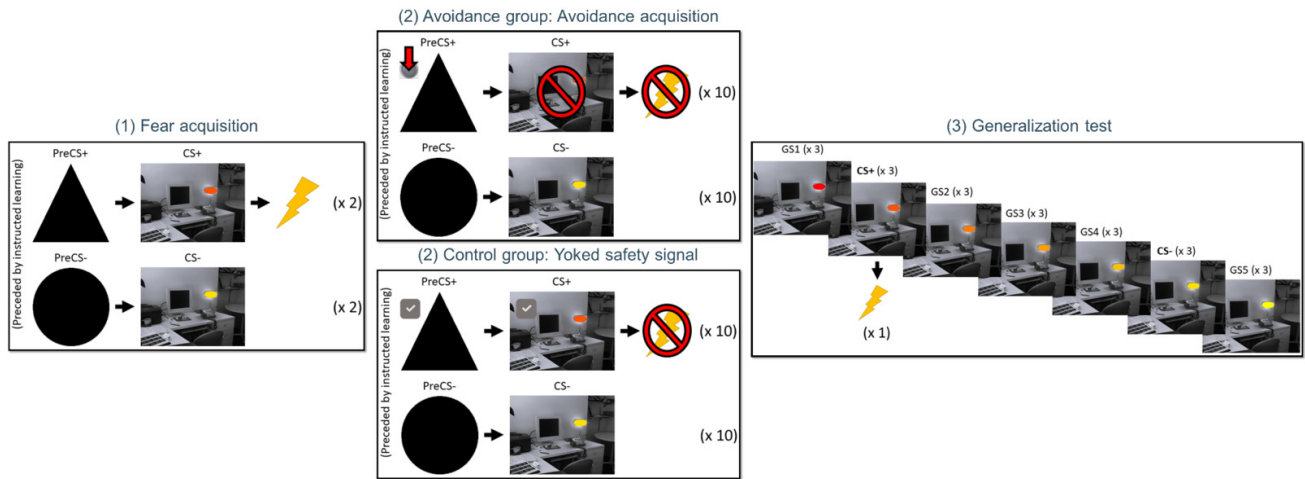 (1) Fear acquisition
(Preceded by instructed learning)
PreCS+
CS+
(x 2)
PreCS-
CS-
(x 2)
(2) Avoidance group: Avoidance acquisition
(Preceded by instructed learning)
PreCS+
CS+
(x 10)
PreCS-
CS-
(x 10)
(2) Control group: Yoked safety signal
(Preceded by instructed learning)
PreCS+
CS+
(x 10)
PreCS-
CS-
(x 10)
(3) Generalization test
GS1 (x 3)
CS+ (x 3)
GS2 (x 3)
GS3 (x 3)
GS4 (x 3)
CS- (x 3)
GS5 (x 3)
(x 1)